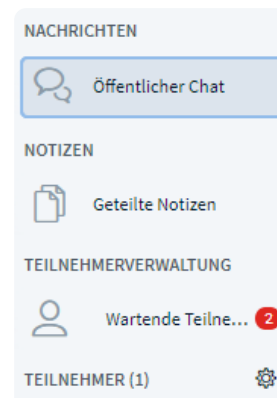 NACHRICHTEN
Öffentlicher Chat
NOTIZEN
Geteilte Notizen
TEILNEHMERVERWALTUNG
Wartende Teilne... 2
TEILNEHMER (1)